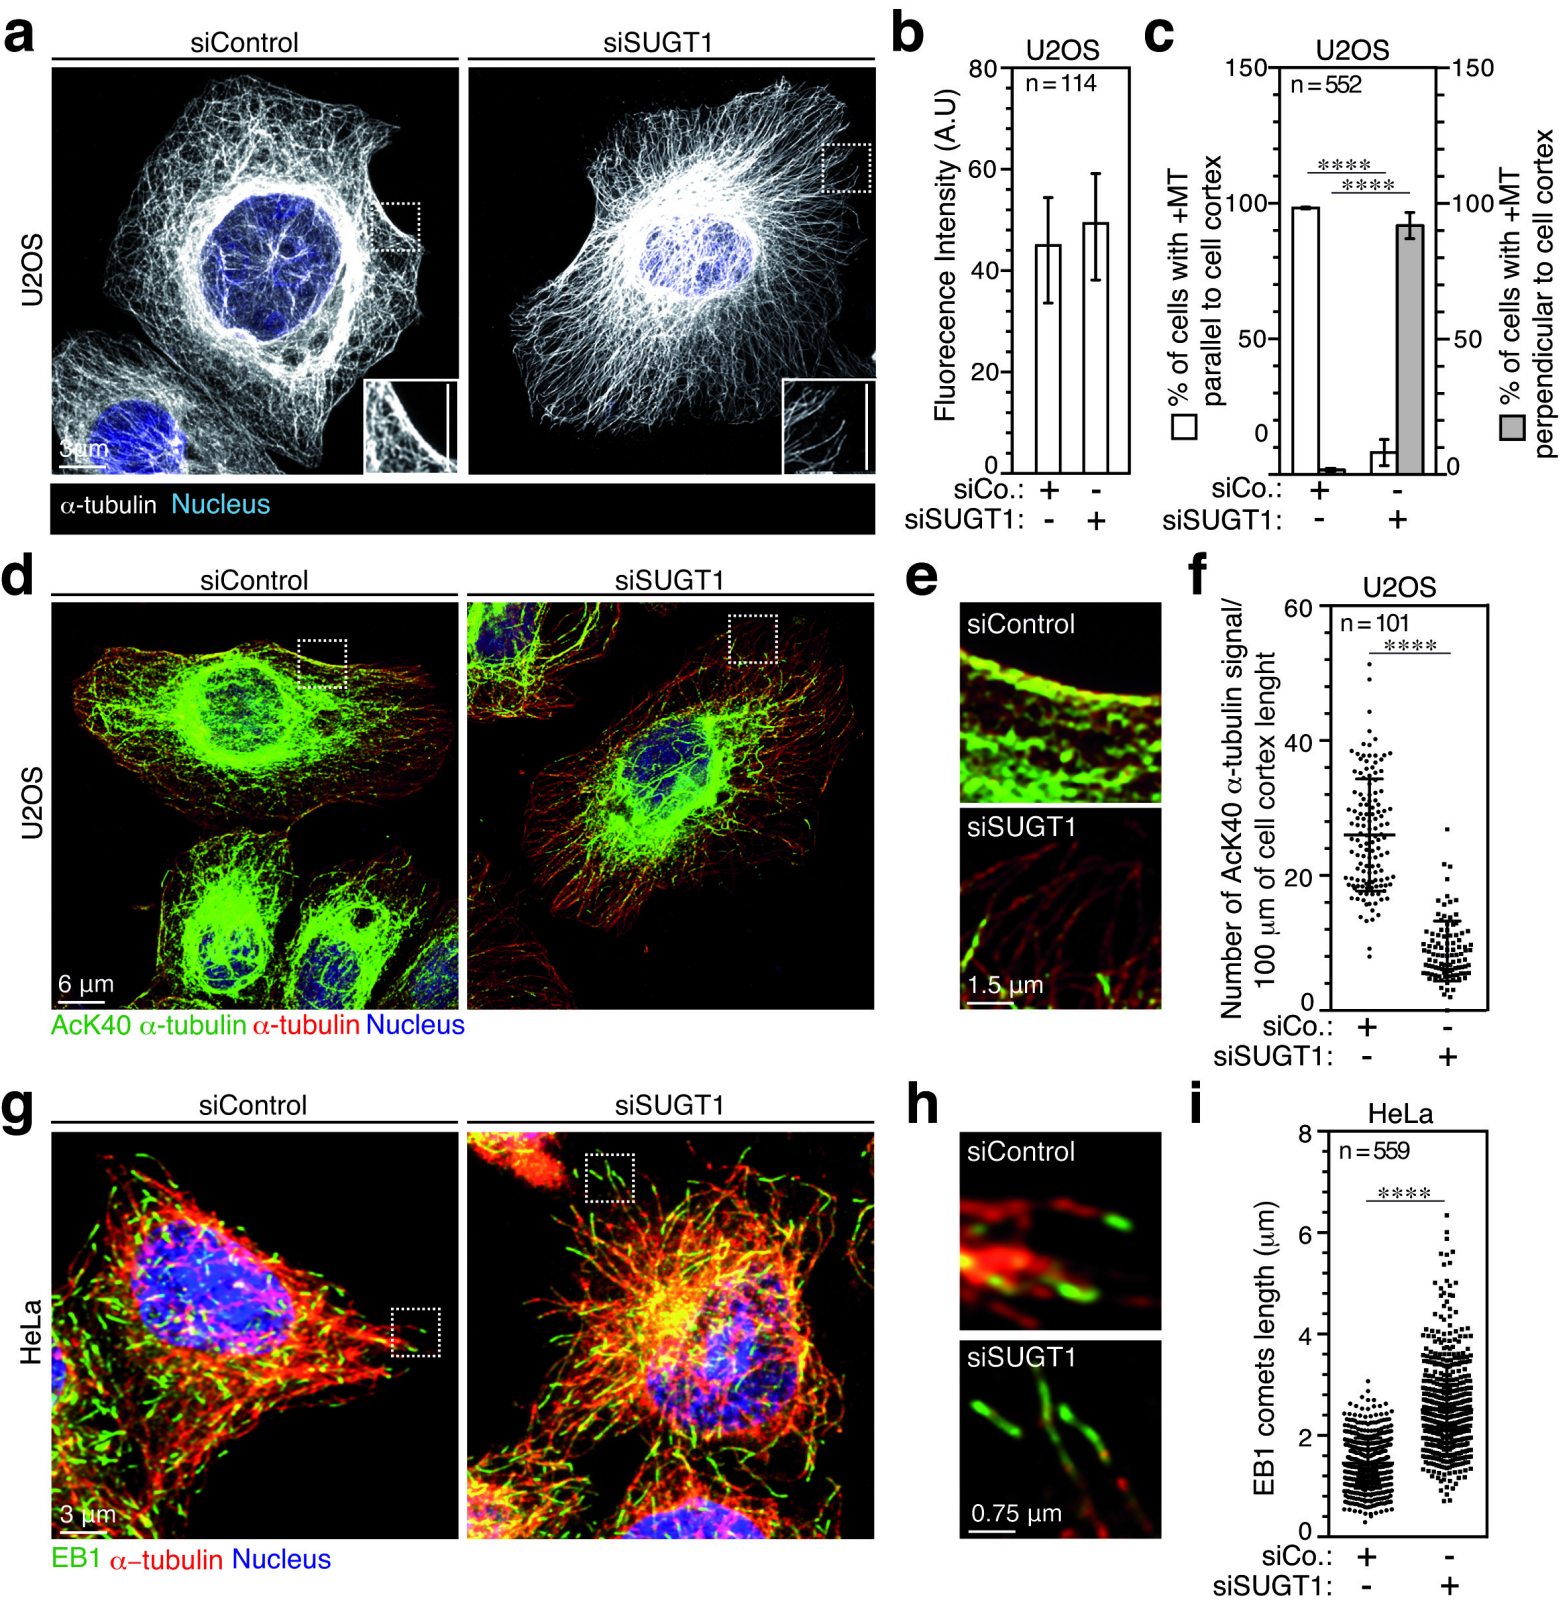 a
siControl
siSUGT1
U2OS
3μm
α-tubulin Nucleus
b
U2OS
n = 114
Fluorecence Intensity (A.U)
80
60
40
20
0
siCo.: + -
siSUGT1: - +
c
U2OS
n = 552
****
****
% of cells with +MT
parallel to cell cortex
150
100
50
0
150
100
50
0
% of cells with +MT
perpendicular to cell cortex
siCo.: + -
siSUGT1: - +
d
siControl
siSUGT1
U2OS
6 μm
AcK40 α-tubulin α-tubulin Nucleus
e
siControl
siSUGT1
1.5 μm
f
U2OS
n = 101
****
Number of AcK40 α-tubulin signal/
100 μm of cell cortex lenght
60
40
20
0
siCo.: + -
siSUGT1: - +
g
siControl
siSUGT1
HeLa
3 μm
EB1 α–tubulin Nucleus
h
siControl
siSUGT1
0.75 μm
i
HeLa
n = 559
****
EB1 comets length (μm)
8
6
4
2
0
siCo.: + -
siSUGT1: - +